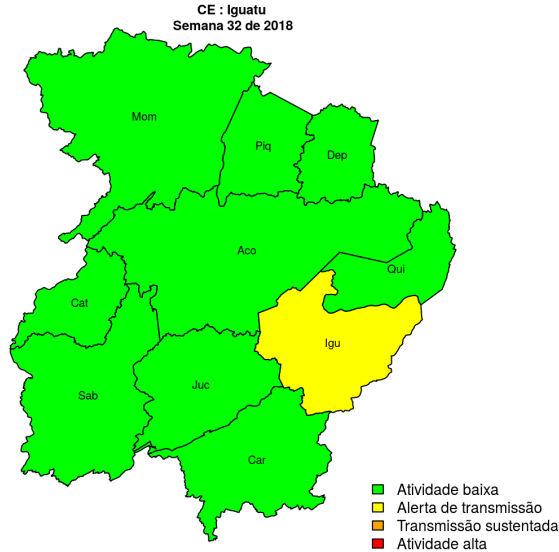 CE : Iguatu
Semana 32 de 2018
Mom
Piq
Dep
Aco
Qui
Cat
Igu
Sab
Juc
Car
Atividade baixa
Alerta de transmissão
Transmissão sustentada
Atividade alta